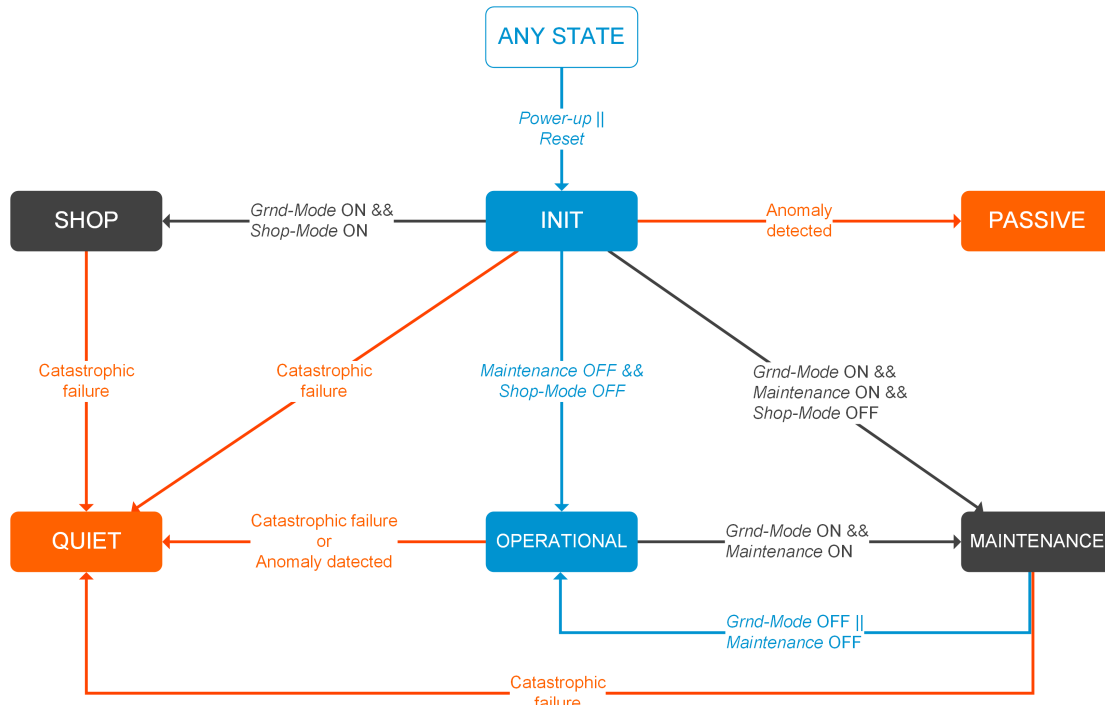 ANY STATE
Power-up ||
Reset
SHOP
Grnd-Mode ON &&
Shop-Mode ON
INIT
Anomaly
detected
PASSIVE
Catastrophic
failure
Catastrophic
failure
Maintenance OFF &&
Shop-Mode OFF
Grnd-Mode ON &&
Maintenance ON &&
Shop-Mode OFF
QUIET
Catastrophic failure
or
Anomaly datected
OPERATIONAL
Grnd-Mode ON &&
Maintenance ON
MAINTENANCE
Grnd-Mode OFF ||
Maintenance OFF
Catastrophic
failure